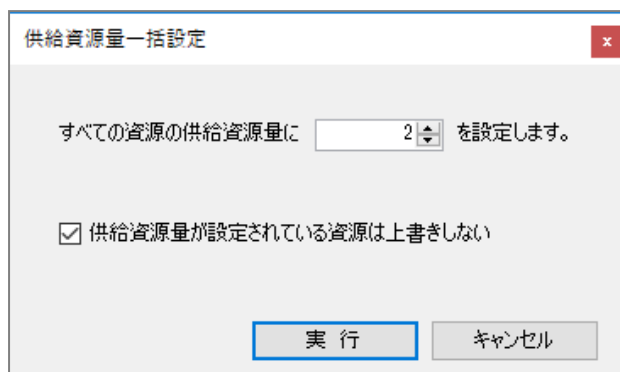 供給資源量一括設定
x
すべての資源の供給資源量に 2 を設定します。
供給資源量が設定されている資源は上書きしない
実 行 キャンセル